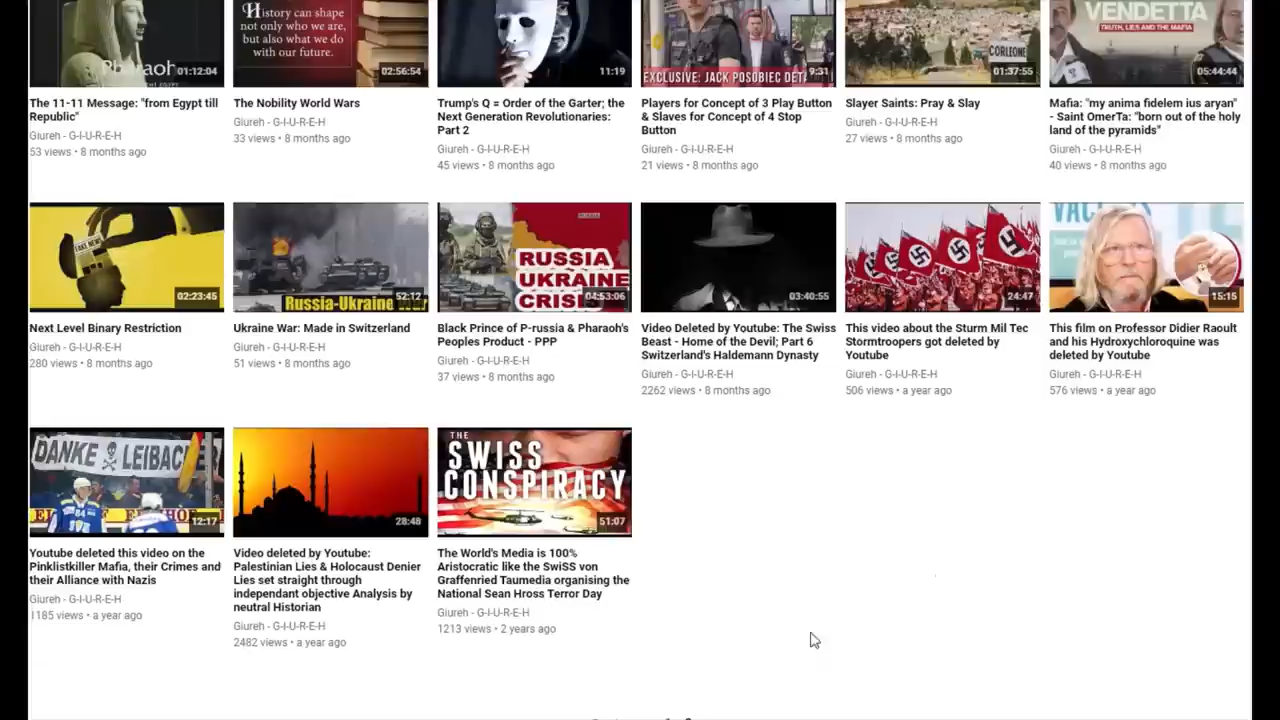 Pharaoh
01:12:04
History can shape
not only who we are,
but also what we do
with our future.
02:56:54
11:19
EXCLUSIVE: JACK POSOBIEC DET
9:31
CORLEONE
01:37:55
VENDETTA
TRUTH, LIES AND THE MAFIA
05:44:44
The 11-11 Message: "from Egypt till
Republic"
Giureh - G-I-U-R-E-H
53 views • 8 months ago
The Nobility World Wars
Giureh - G-I-U-R-E-H
33 views • 8 months ago
Trump's Q = Order of the Garter; the
Next Generation Revolutionaries:
Part 2
Giureh - G-I-U-R-E-H
45 views • 8 months ago
Players for Concept of 3 Play Button
& Slaves for Concept of 4 Stop
Button
Giureh - G-I-U-R-E-H
21 views • 8 months ago
Slayer Saints: Pray & Slay
Giureh - G-I-U-R-E-H
27 views • 8 months ago
Mafia: "my anima fidelem ius aryan"
- Saint OmerTa: "born out of the holy
land of the pyramids"
Giureh - G-I-U-R-E-H
40 views • 8 months ago
FAKE NEWS
02:23:45
Russia-Ukraine War
52:12
RUSSIA
RUSSIA
UKRAINE
CRISIS
04:53:06
03:40:55
24:47
VACC
15:15
Next Level Binary Restriction
Giureh - G-I-U-R-E-H
280 views • 8 months ago
Ukraine War: Made in Switzerland
Giureh - G-I-U-R-E-H
51 views • 8 months ago
Black Prince of P-russia & Pharaoh's
Peoples Product - PPP
Giureh - G-I-U-R-E-H
37 views • 8 months ago
Video Deleted by Youtube: The Swiss
Beast - Home of the Devil; Part 6
Switzerland's Haldemann Dynasty
Giureh - G-I-U-R-E-H
2262 views • 8 months ago
This video about the Sturm Mil Tec
Stormtroopers got deleted by
Youtube
Giureh - G-I-U-R-E-H
506 views • a year ago
This film on Professor Didier Raoult
and his Hydroxychloroquine was
deleted by Youtube
Giureh - G-I-U-R-E-H
576 views • a year ago
DANKE LEIBACHER
12:17
28:48
THE
SWISS
CONSPIRACY
51:07
Youtube deleted this video on the
Pinklistkiller Mafia, their Crimes and
their Alliance with Nazis
Giureh - G-I-U-R-E-H
1185 views • a year ago
Video deleted by Youtube:
Palestinian Lies & Holocaust Denier
Lies set straight through
independant objective Analysis by
neutral Historian
Giureh - G-I-U-R-E-H
2482 views • a year ago
The World's Media is 100%
Aristocratic like the SwiSS von
Graffenried Taumedia organising the
National Sean Hross Terror Day
Giureh - G-I-U-R-E-H
1213 views • 2 years ago